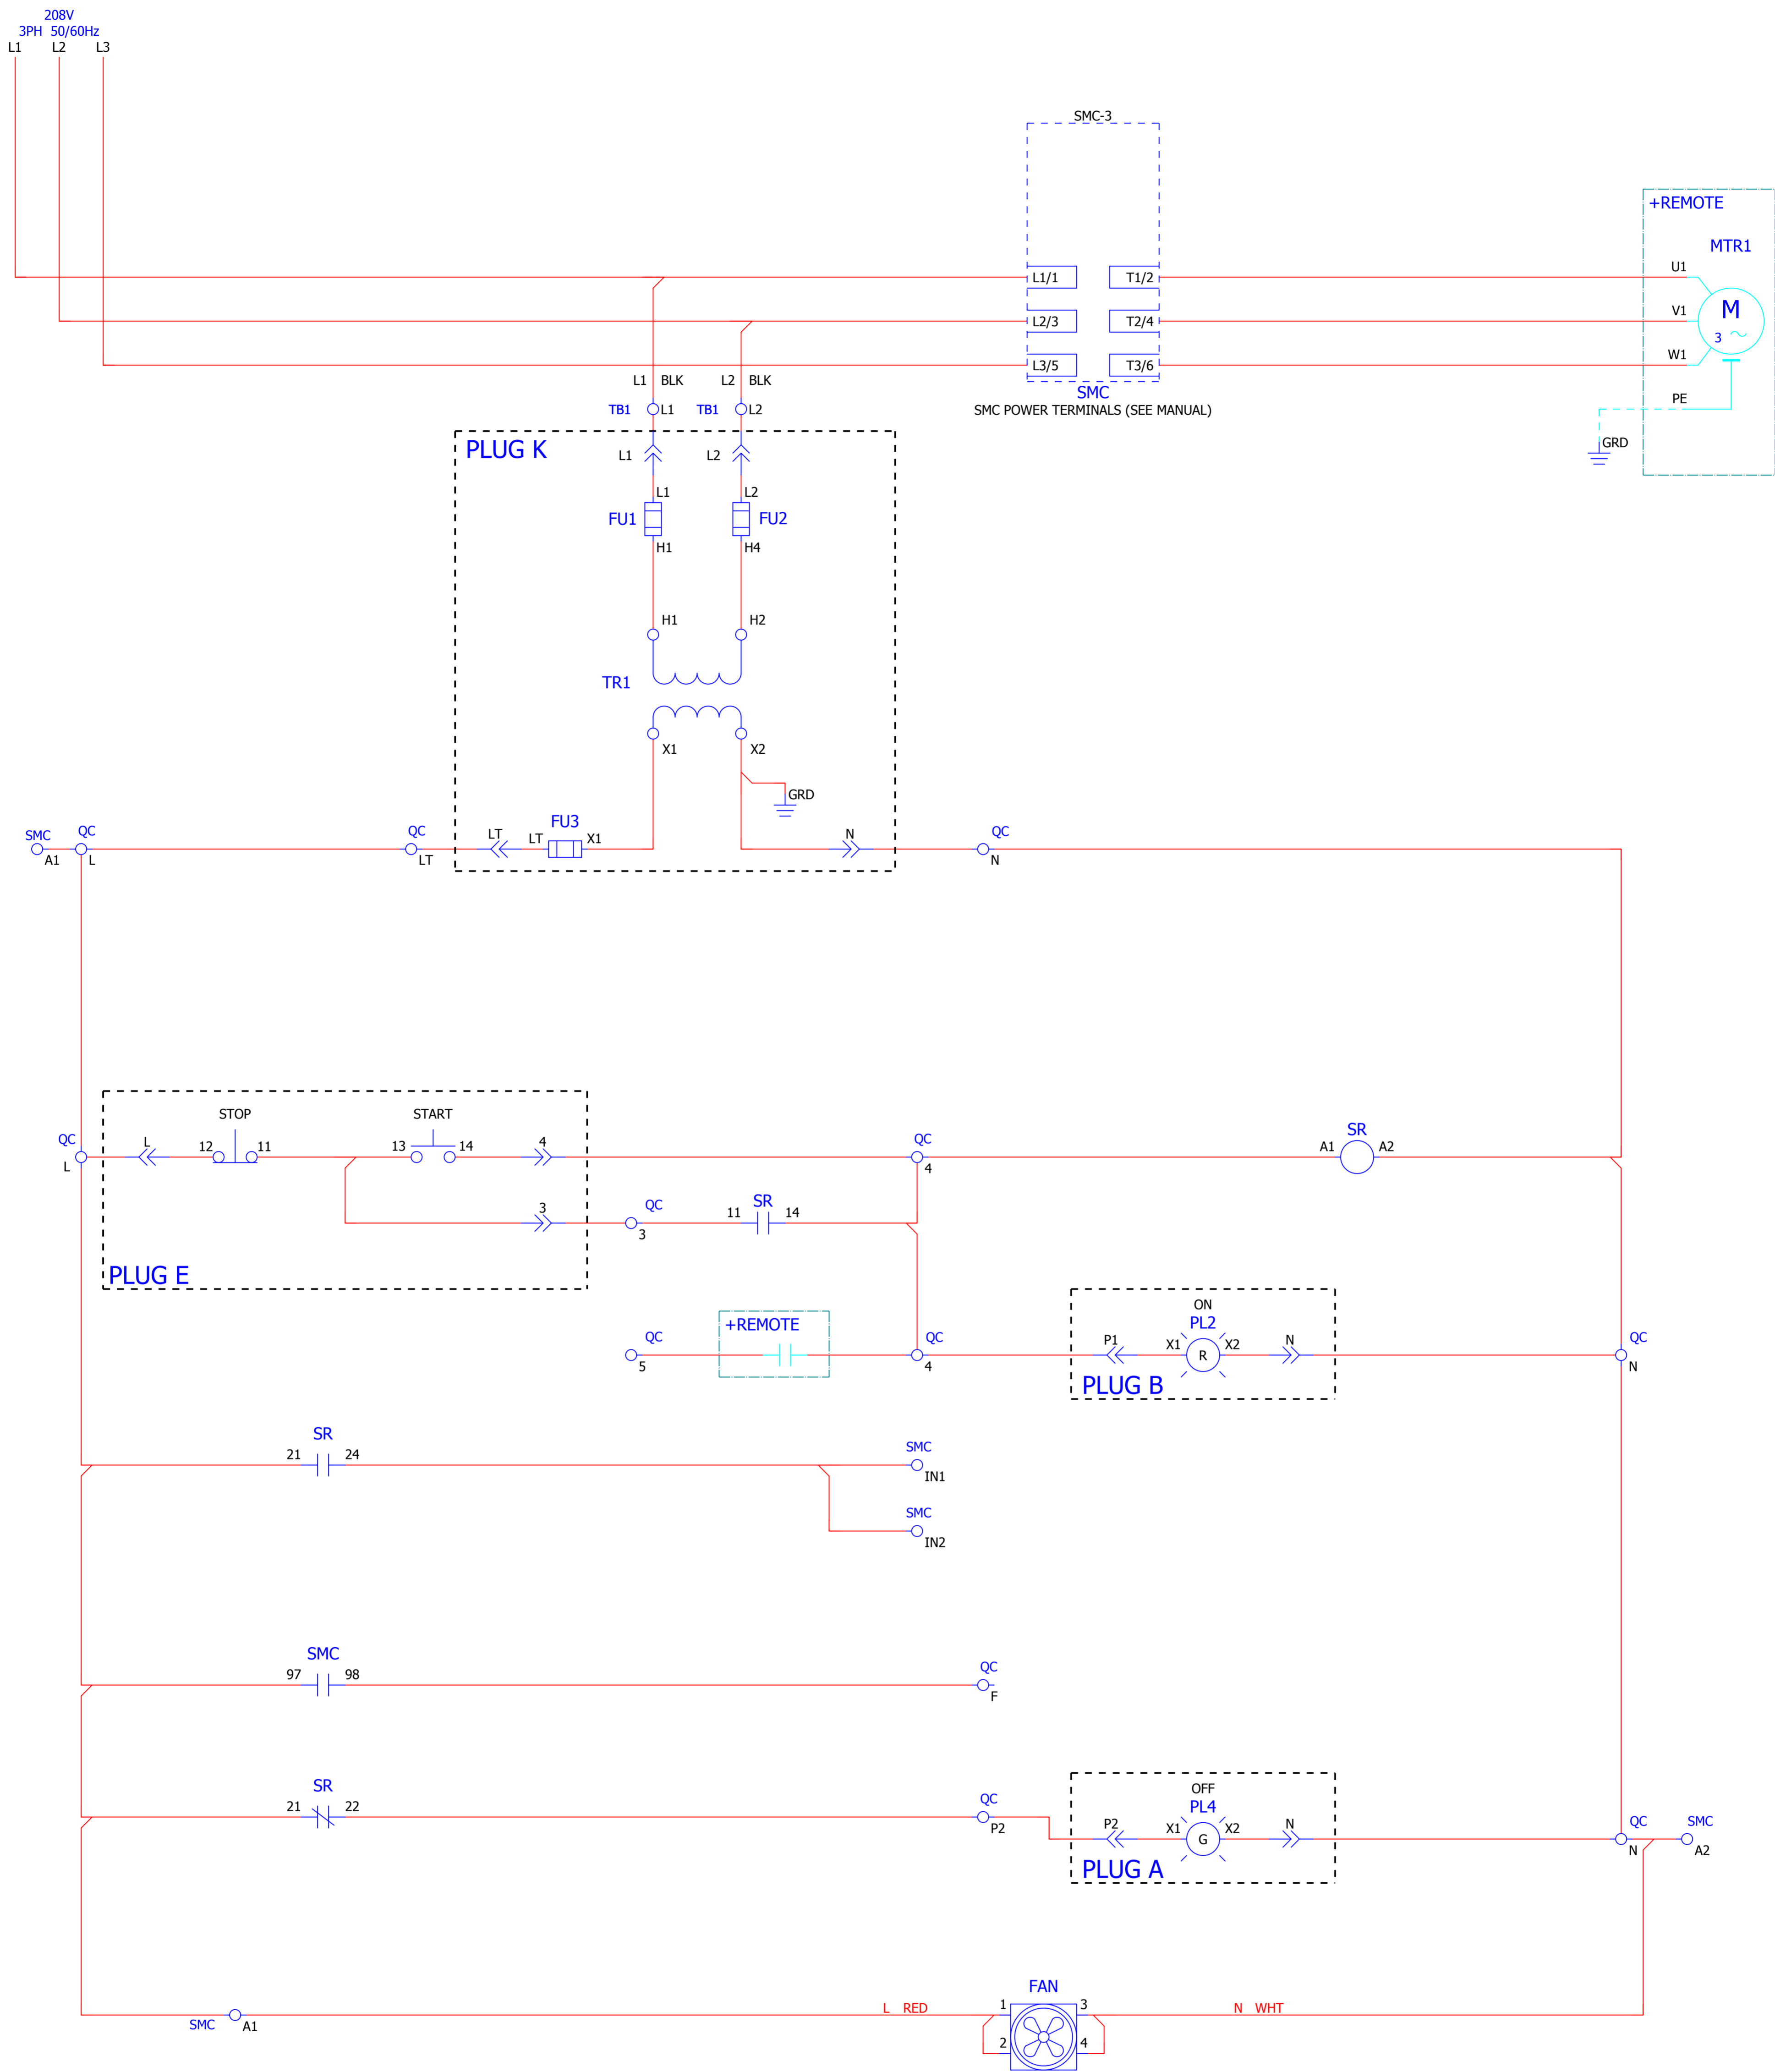 208V
3PH 50/60Hz
L1 L2 L3
SMC-3
+REMOTE
MTR1
L1/1 T1/2 U1
L2/3 T2/4 V1
M
3
L3/5 T3/6 W1
L1 BLK L2 BLK
SMC
PE
TB1 L1 TB1 L2
SMC POWER TERMINALS (SEE MANUAL)
GRD
PLUG K
L1 L2
L1 L2
FU1 FU2
H1 H4
H1 H2
TR1
X1 X2
GRD
FU3
SMC QC QC LT LT X1 N QC
A1 L LT N
STOP START
QC L 12 11 13 14 4 QC SR
A1 A2
L 4
3 QC 11 SR 14
3
PLUG E
ON
+REMOTE PL2
QC QC P1 X1 R X2 N QC
5 4 N
PLUG B
SR
21 24 SMC
IN1
SMC
IN2
SMC
97 98 QC
F
SR OFF
21 22 QC PL4
P2 P2 X1 G X2 N QC SMC
N A2
PLUG A
FAN
L RED 1 3 N WHT
SMC A1
2 4